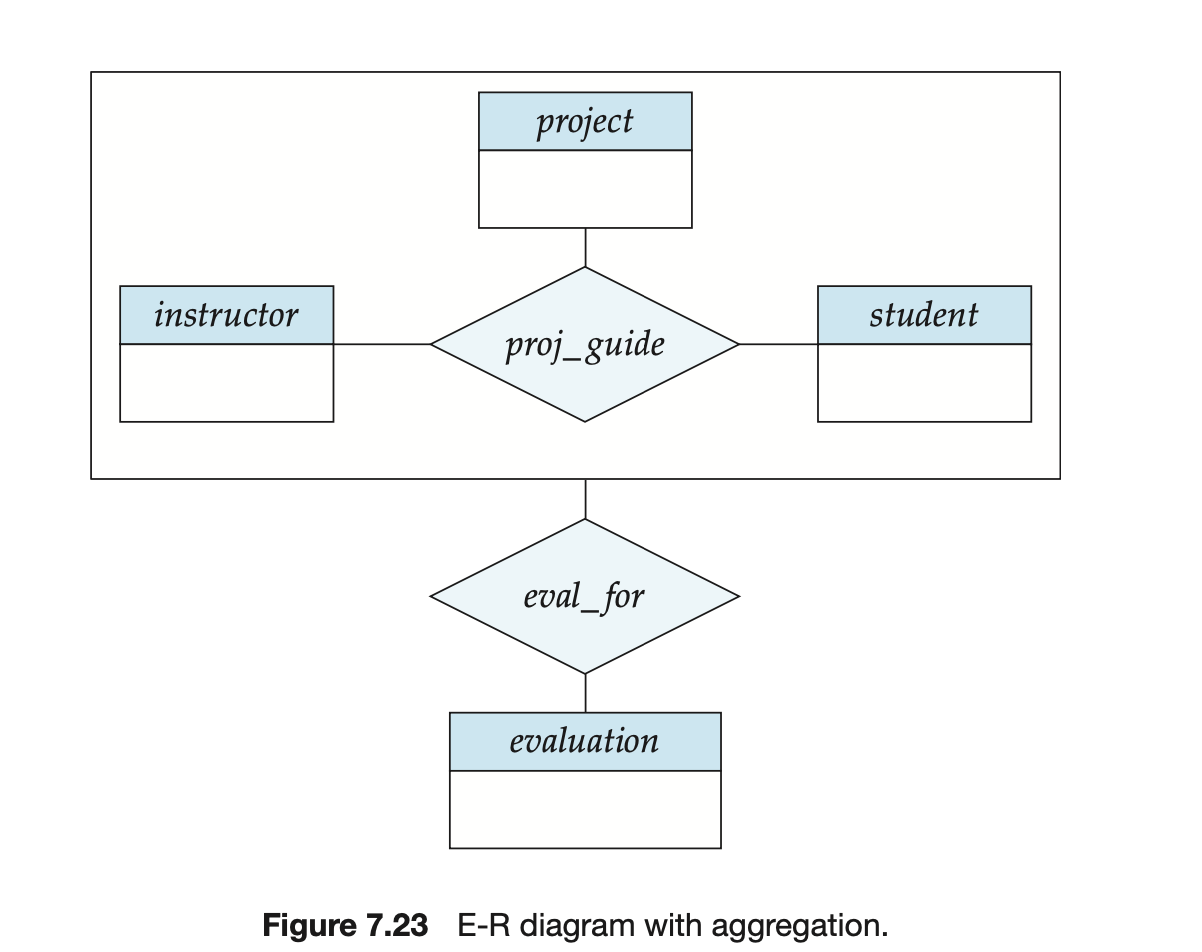 project
instructor
proj_guide
student
eval_for
evaluation
Figure 7.23 E-R diagram with aggregation.